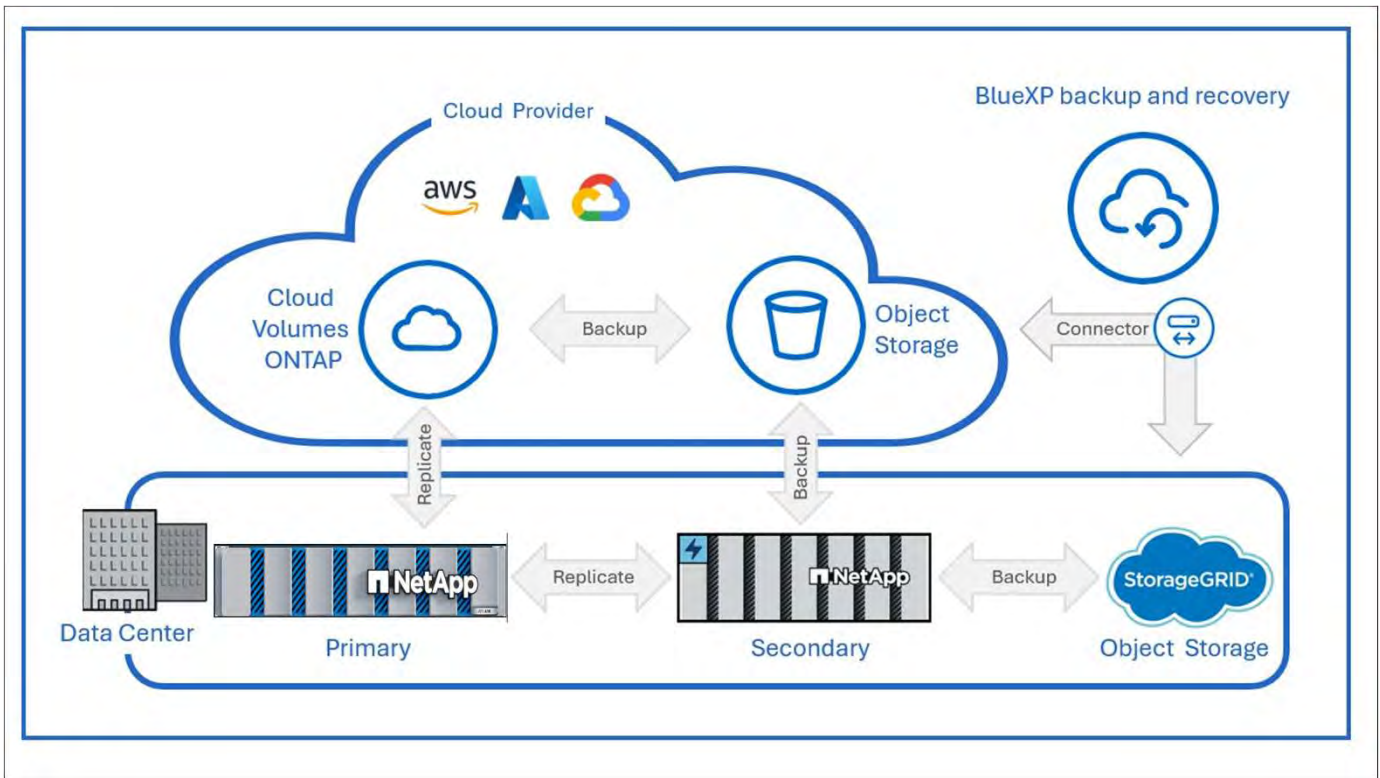 BlueXP backup and recovery
Cloud Provider
aws
Cloud
Volumes
ONTAP
Backup
Object
Storage
Connector
Replicate
Backup
NetApp
Replicate
NetApp
Backup
StorageGRID
Data Center
Primary
Secondary
Object Storage